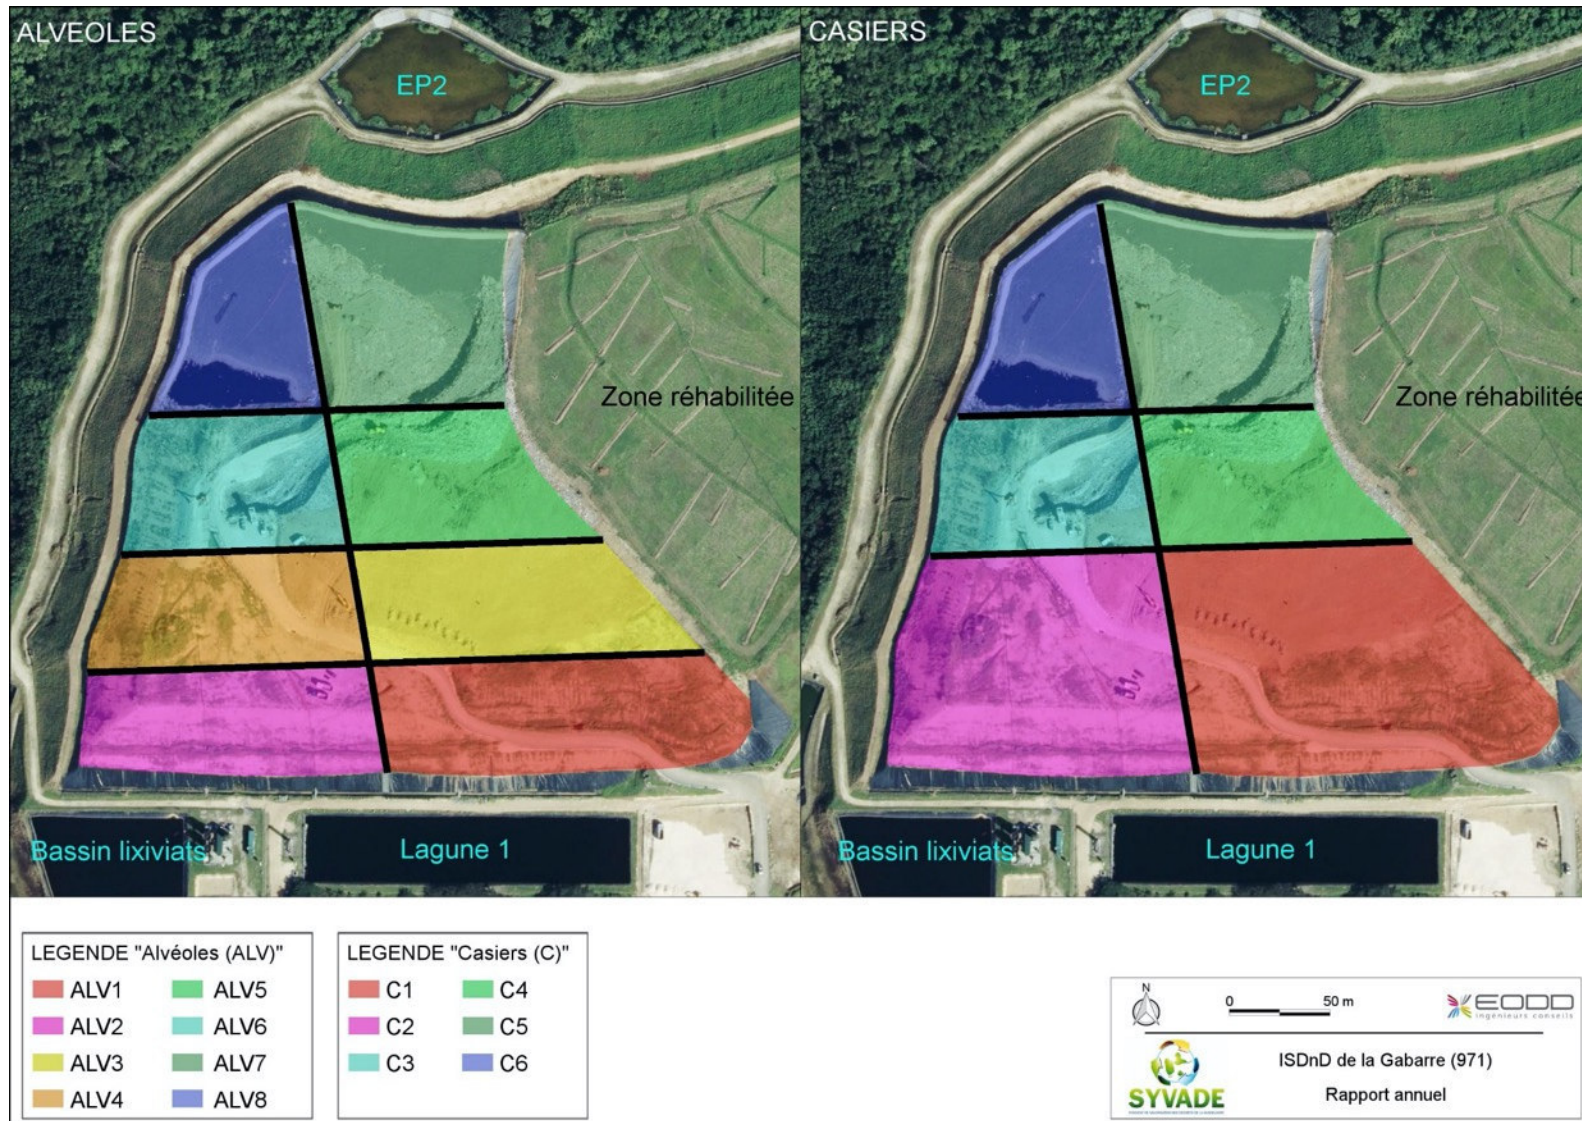 ALVEOLES
CASIERS
EP2
EP2
Zone réhabilitée
Zone réhabilitée
Bassin lixiviats
Lagune 1
Bassin lixiviats
Lagune 1
LEGENDE "Alvéoles (ALV)"
ALV1
ALV5
ALV2
ALV6
ALV3
ALV7
ALV4
ALV8
LEGENDE "Casiers (C)"
C1
C4
C2
C5
C3
C6
N
0 50 m
EODD
ingénieurs conseils
SYVADE
ISDnD de la Gabarre (971)
Rapport annuel